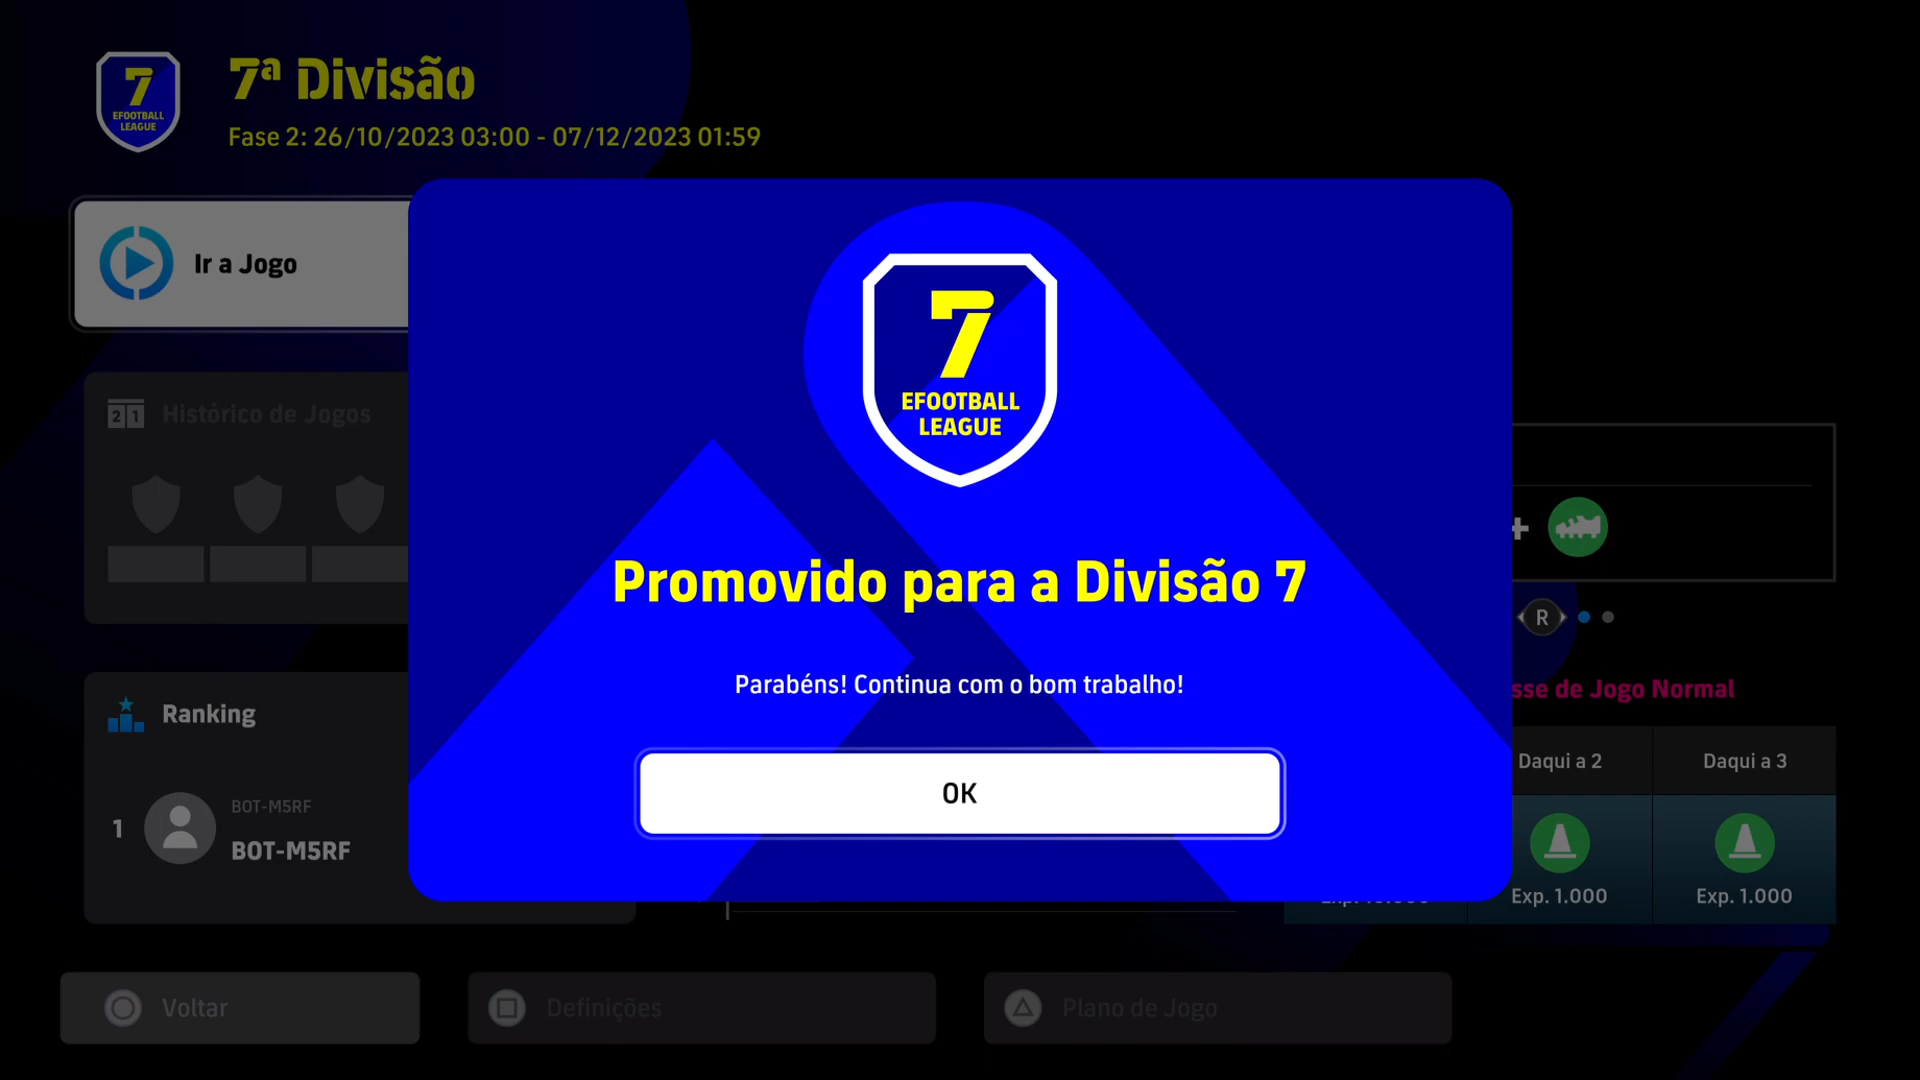 7
EFOOTBALL
LEAGUE
7ª Divisão
Fase 2: 26/10/2023 03:00 - 07/12/2023 01:59
Ir a Jogo
21 Histórico de Jogos
Ranking
1
BOT-M5RF
BOT-M5RF
7
EFOOTBALL
LEAGUE
Promovido para a Divisão 7
Parabéns! Continua com o bom trabalho!
OK
+
R
de Jogo Normal
Daqui a 2
Daqui a 3
Exp. 1.000
Exp. 1.000
Voltar
Definições
Plano de Jogo